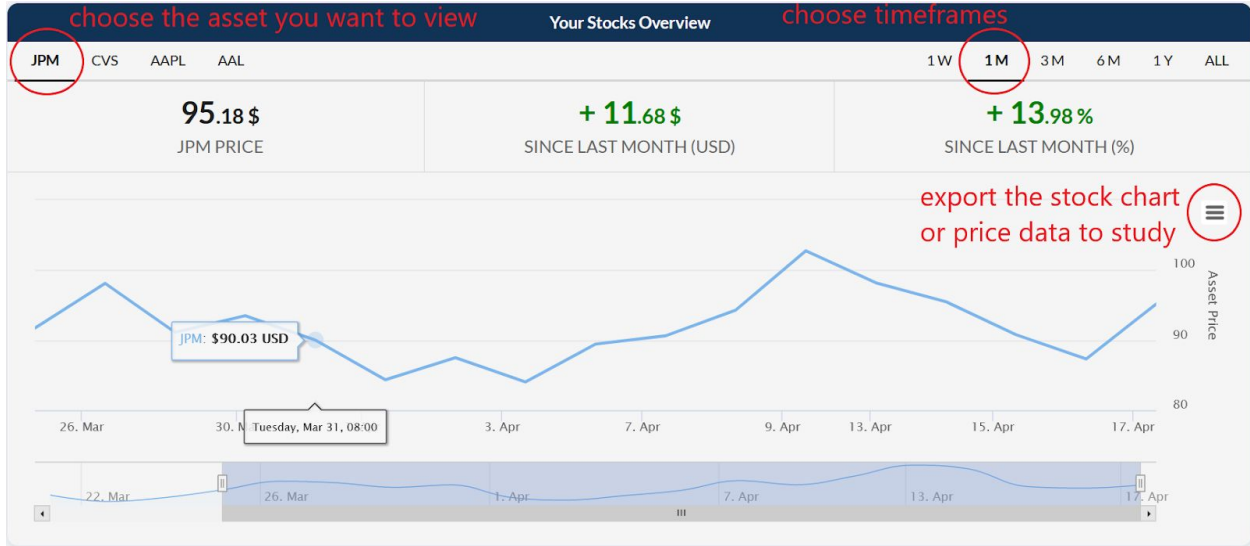 choose the asset you want to view
Your Stocks Overview
choose timeframes
JPM CVS AAPL AAL
1W 1M 3M 6M 1Y ALL
95.18 $
JPM PRICE
+ 11.68 $
SINCE LAST MONTH (USD)
+ 13.98 %
SINCE LAST MONTH (%)
export the stock chart
or price data to study
100
90
80
Asset Price
JPM: $90.03 USD
26. Mar
30.
Tuesday, Mar 31, 08:00
3. Apr
7. Apr
9. Apr
13. Apr
15. Apr
17. Apr
22. Mar
26. Mar
1. Apr
7. Apr
13. Apr
17. Apr